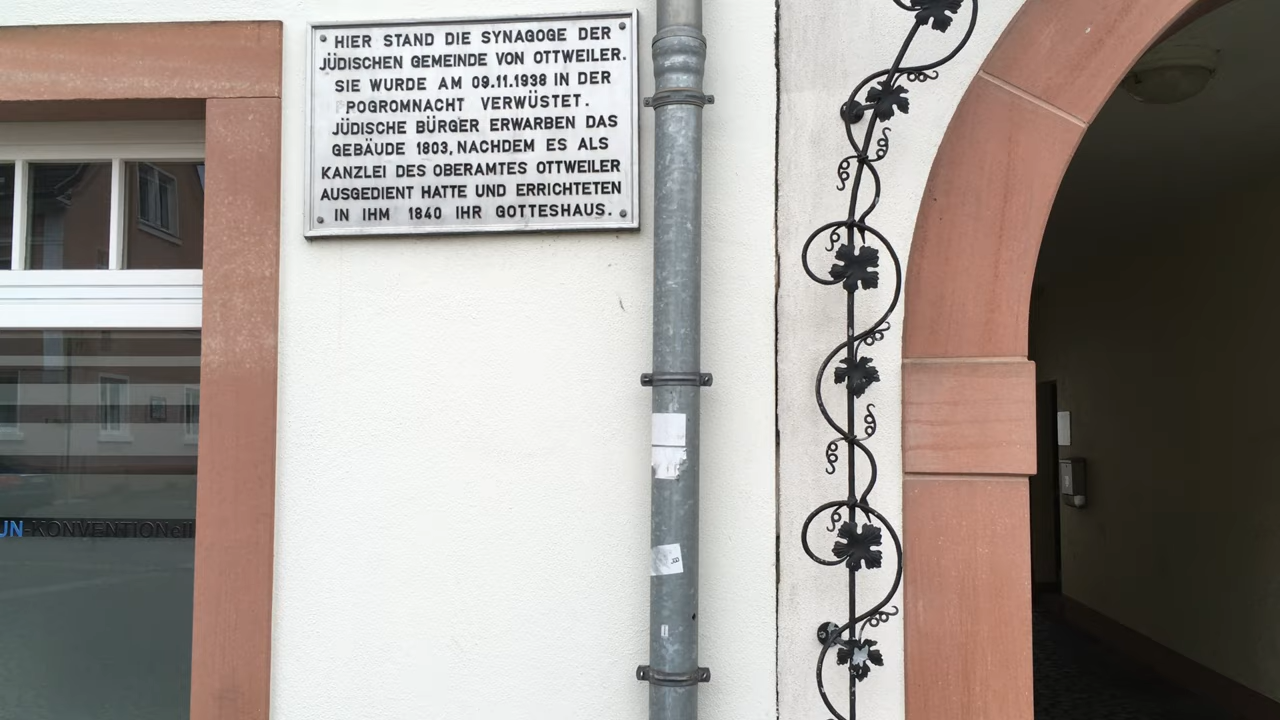 HIER STAND DIE SYNAGOGE DER
JÜDISCHEN GEMEINDE VON OTTWEILER.
SIE WURDE AM 09.11.1938 IN DER
POGROMNACHT VERWÜSTET.
JÜDISCHE BÜRGER ERWARBEN DAS
GEBÄUDE 1803, NACHDEM ES ALS
KANZLEI DES OBERAMTES OTTWEILER
AUSGEDIENT HATTE UND ERRICHTETEN
IN IHM 1840 IHR GOTTESHAUS.
UN-KONVENTIONell